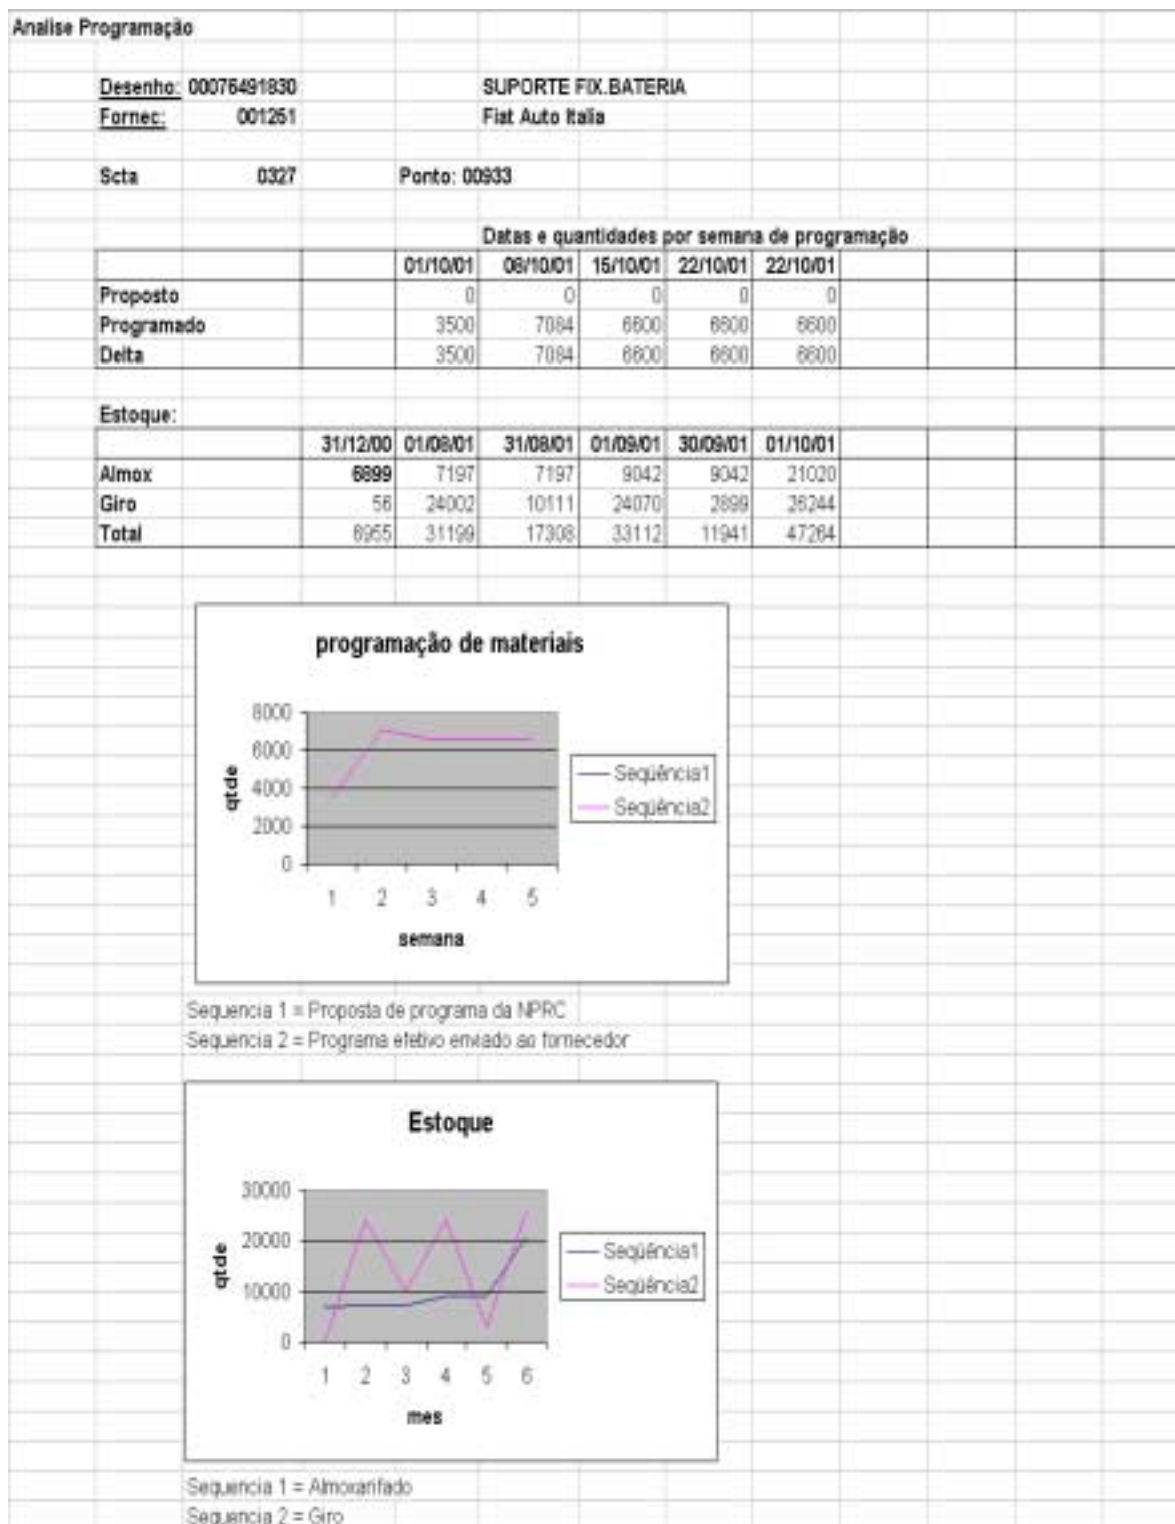 Analise Programação
Desenho: 00076491830 SUPORTE FIX.BATERIA
Fornec: 001251 Fiat Auto Italia
Scta 0327 Ponto: 00933
Datas e quantidades por semana de programação
01/10/01 08/10/01 15/10/01 22/10/01 22/10/01
Proposto 0 0 0 0 0
Programado 3500 7084 6600 6600 6600
Delta 3500 7084 6600 6600 6600
Estoque:
31/12/00 01/08/01 31/08/01 01/09/01 30/09/01 01/10/01
Almox 6899 7197 7197 9042 9042 21020
Giro 56 24002 10111 24070 2899 26244
Total 6955 31199 17308 33112 11941 47264
programação de materiais
8000
6000
4000
2000
0
qtde
1 2 3 4 5
semana
Seqüência1
Seqüência2
Sequencia 1 = Proposta de programa da NPRC
Sequencia 2 = Programa efetivo enviado ao fornecedor
Estoque
30000
20000
10000
0
qtde
1 2 3 4 5 6
mes
Seqüência1
Seqüência2
Sequencia 1 = Almoxarifado
Sequencia 2 = Giro